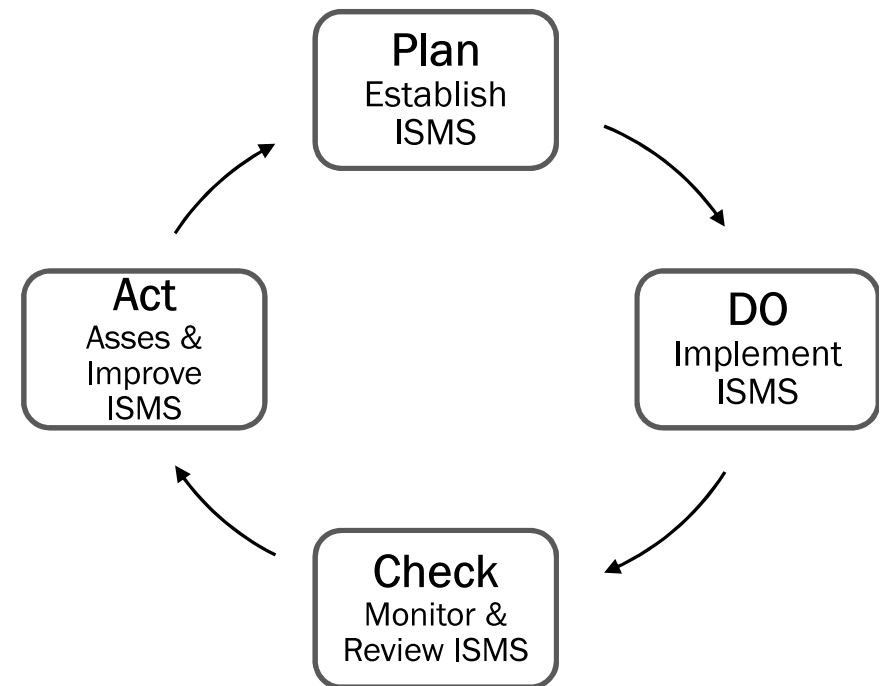 Plan
Establish
ISMS
DO
Implement
ISMS
Check
Monitor &
Review ISMS
Act
Asses &
Improve
ISMS